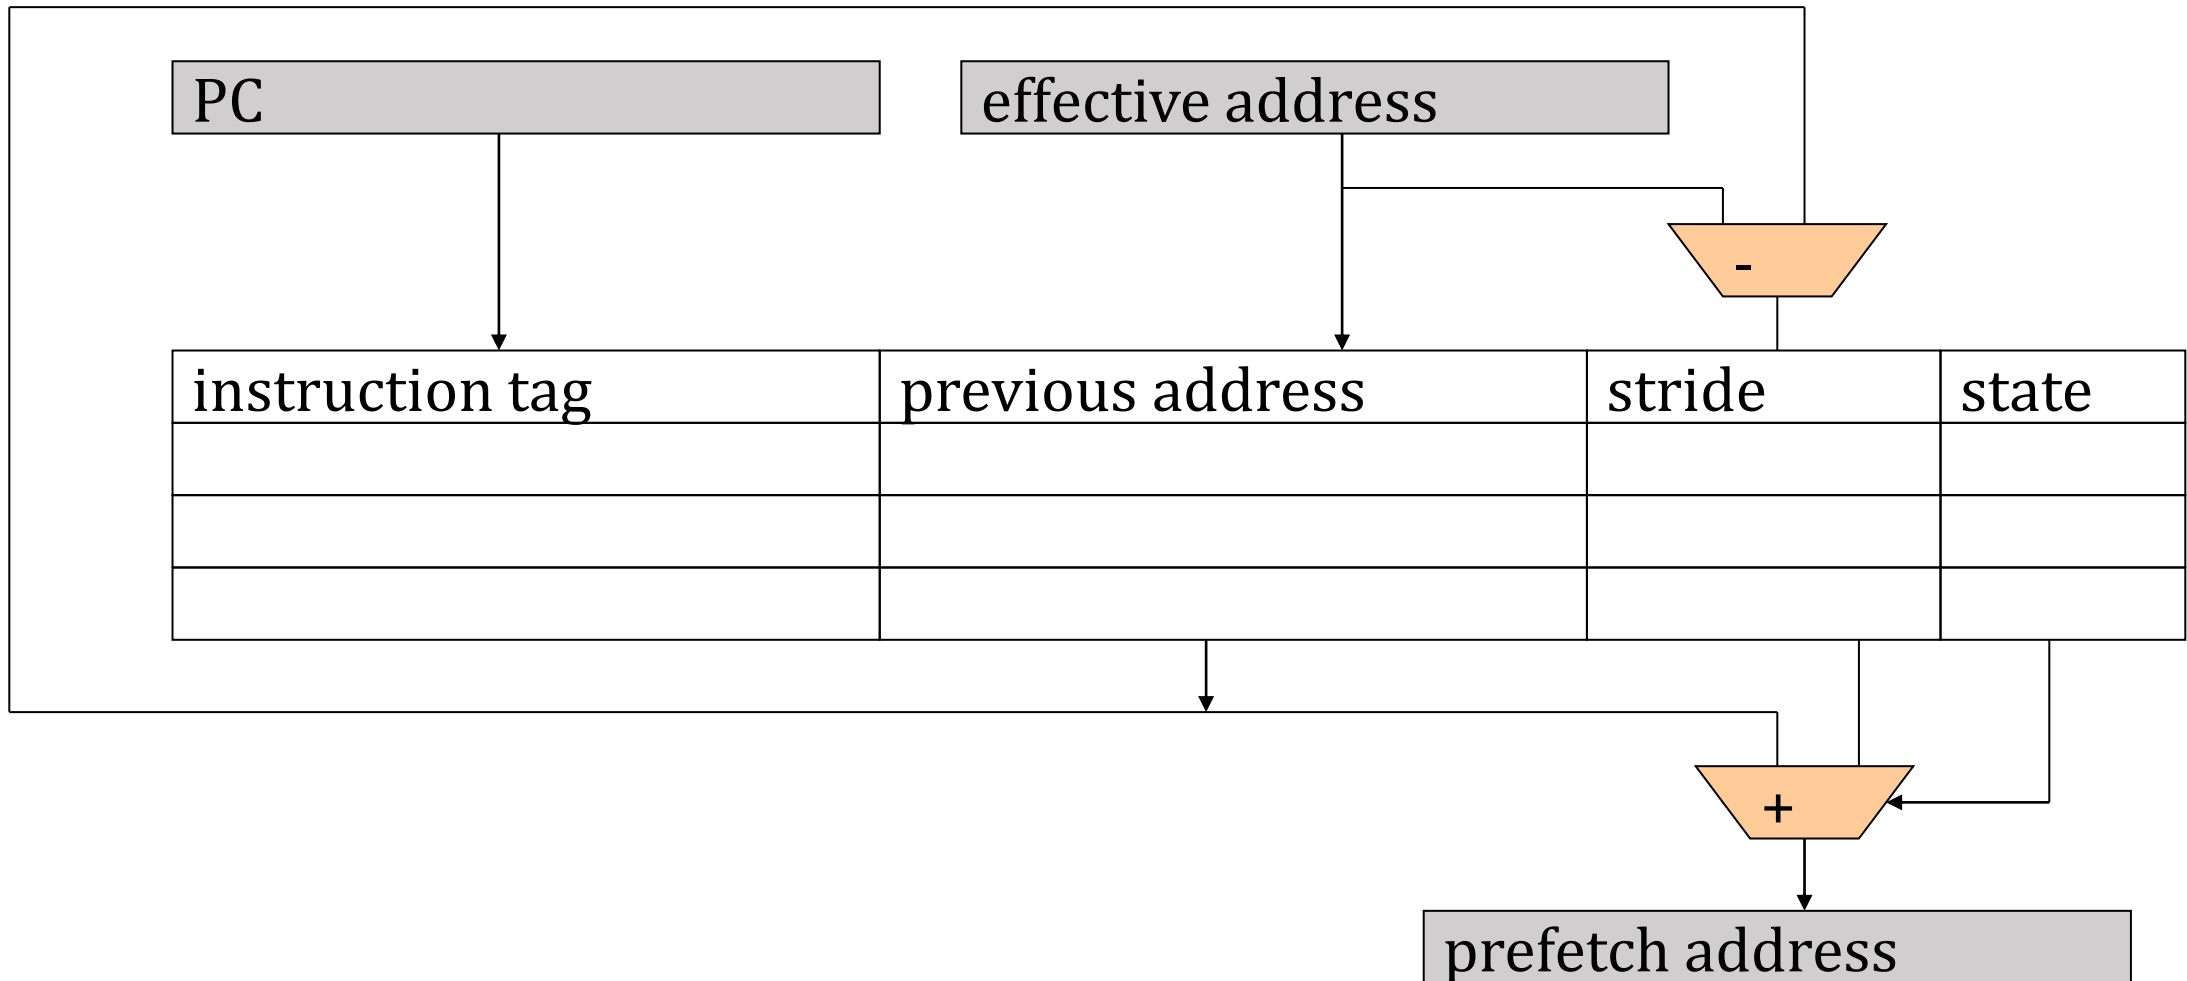 PC
effective address
-
instruction tag
previous address
stride
state
+
prefetch address